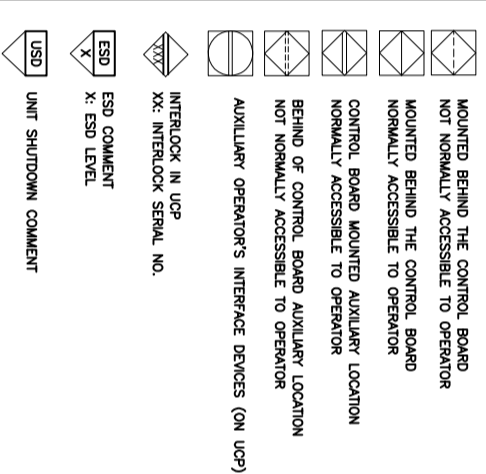 MOUNTED BEHIND THE CONTROL BOARD
NOT NORMALLY ACCESSIBLE TO OPERATOR
MOUNTED BEHIND THE CONTROL BOARD
NORMALLY ACCESSIBLE TO OPERATOR
CONTROL BOARD MOUNTED AUXILIARY LOCATION
NORMALLY ACCESSIBLE TO OPERATOR
BEHIND OF CONTROL BOARD AUXILIARY LOCATION
NOT NORMALLY ACCESSIBLE TO OPERATOR
AUXILLIARY OPERATOR'S INTERFACE DEVICES (ON UCP)
XXX
INTERLOCK IN UCP
XX: INTERLOCK SERIAL NO.
ESD
X
ESD COMMENT
X: ESD LEVEL
USD
UNIT SHUTDOWN COMMENT